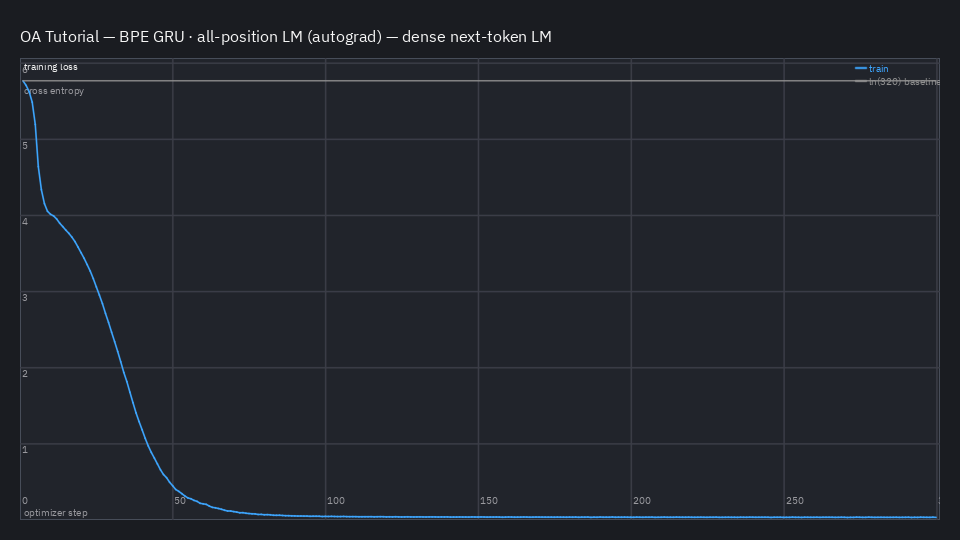 OA Tutorial — BPE GRU · all-position LM (autograd) — dense next-token LM
training loss
6
cross entropy
train
ln(320) baseline
5
4
3
2
1
0 50 100 150 200 250
optimizer step